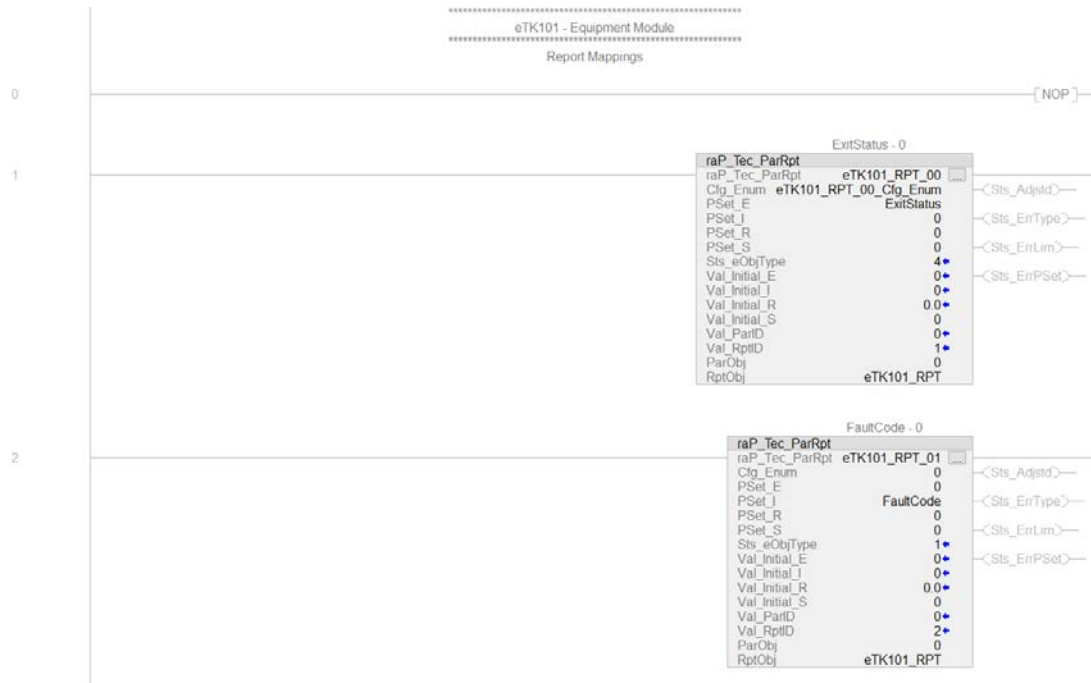 ************************************************************************
eTK101 - Equipment Module
************************************************************************
Report Mappings
0
[NOP]
ExitStatus - 0
1
raP_Tec_ParRpt
raP_Tec_ParRpt eTK101_RPT_00 ...
Cfg_Enum eTK101_RPT_00_Cfg_Enum <Sts_Adjstd>
PSet_E ExitStatus
PSet_I 0 <Sts_ErrType>
PSet_R 0
PSet_S 0 <Sts_ErrLim>
Sts_eObjType 4
Val_Initial_E 0 <Sts_ErrPSet>
Val_Initial_I 0
Val_Initial_R 0.0
Val_Initial_S 0
Val_ParID 0
Val_RptID 1
ParObj 0
RptObj eTK101_RPT
FaultCode - 0
2
raP_Tec_ParRpt
raP_Tec_ParRpt eTK101_RPT_01 ...
Cfg_Enum 0 <Sts_Adjstd>
PSet_E 0
PSet_I FaultCode <Sts_ErrType>
PSet_R 0
PSet_S 0 <Sts_ErrLim>
Sts_eObjType 1
Val_Initial_E 0 <Sts_ErrPSet>
Val_Initial_I 0
Val_Initial_R 0.0
Val_Initial_S 0
Val_ParID 0
Val_RptID 2
ParObj 0
RptObj eTK101_RPT